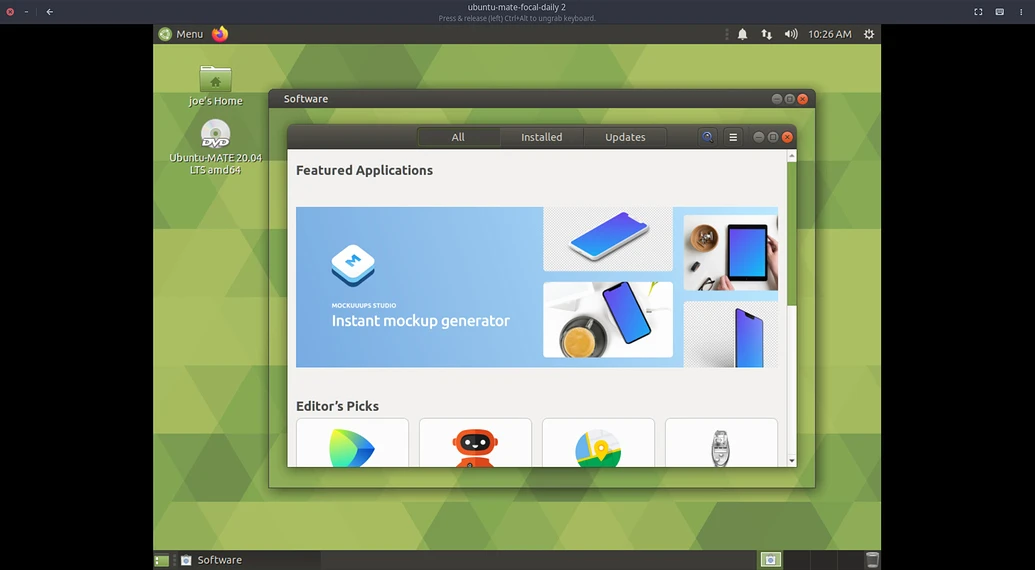 ubuntu-mate-focal-daily 2
Press & release (left) Ctrl+Alt to ungrab keyboard.
Menu
10:26 AM
joe's Home
DVD
Ubuntu-MATE 20.04
LTS amd64
Software
All
Installed
Updates
Featured Applications
M
MOCKUUUPS STUDIO
Instant mockup generator
Editor's Picks
Software